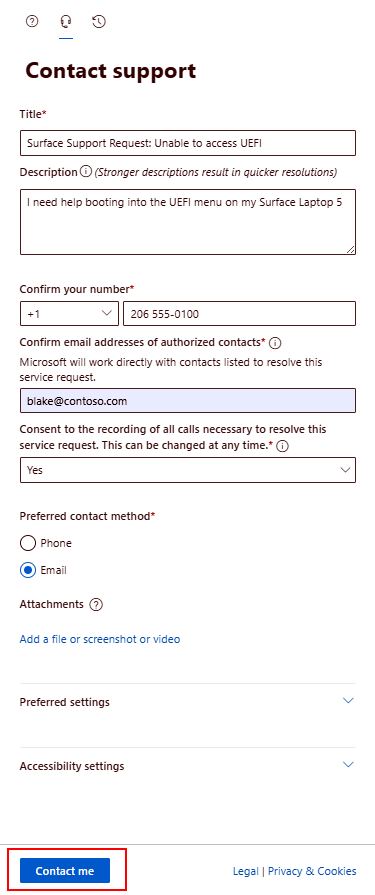 Contact support
Title*
Surface Support Request: Unable to access UEFI
Description (Stronger descriptions result in quicker resolutions)
I need help booting into the UEFI menu on my Surface Laptop 5
Confirm your number*
+1 206 555-0100
Confirm email addresses of authorized contacts*
Microsoft will work directly with contacts listed to resolve this
service request.
blake@contoso.com
Consent to the recording of all calls necessary to resolve this
service request. This can be changed at any time.*
Yes
Preferred contact method*
Phone
Email
Attachments
Add a file or screenshot or video
Preferred settings
Accessibility settings
Contact me Legal | Privacy & Cookies